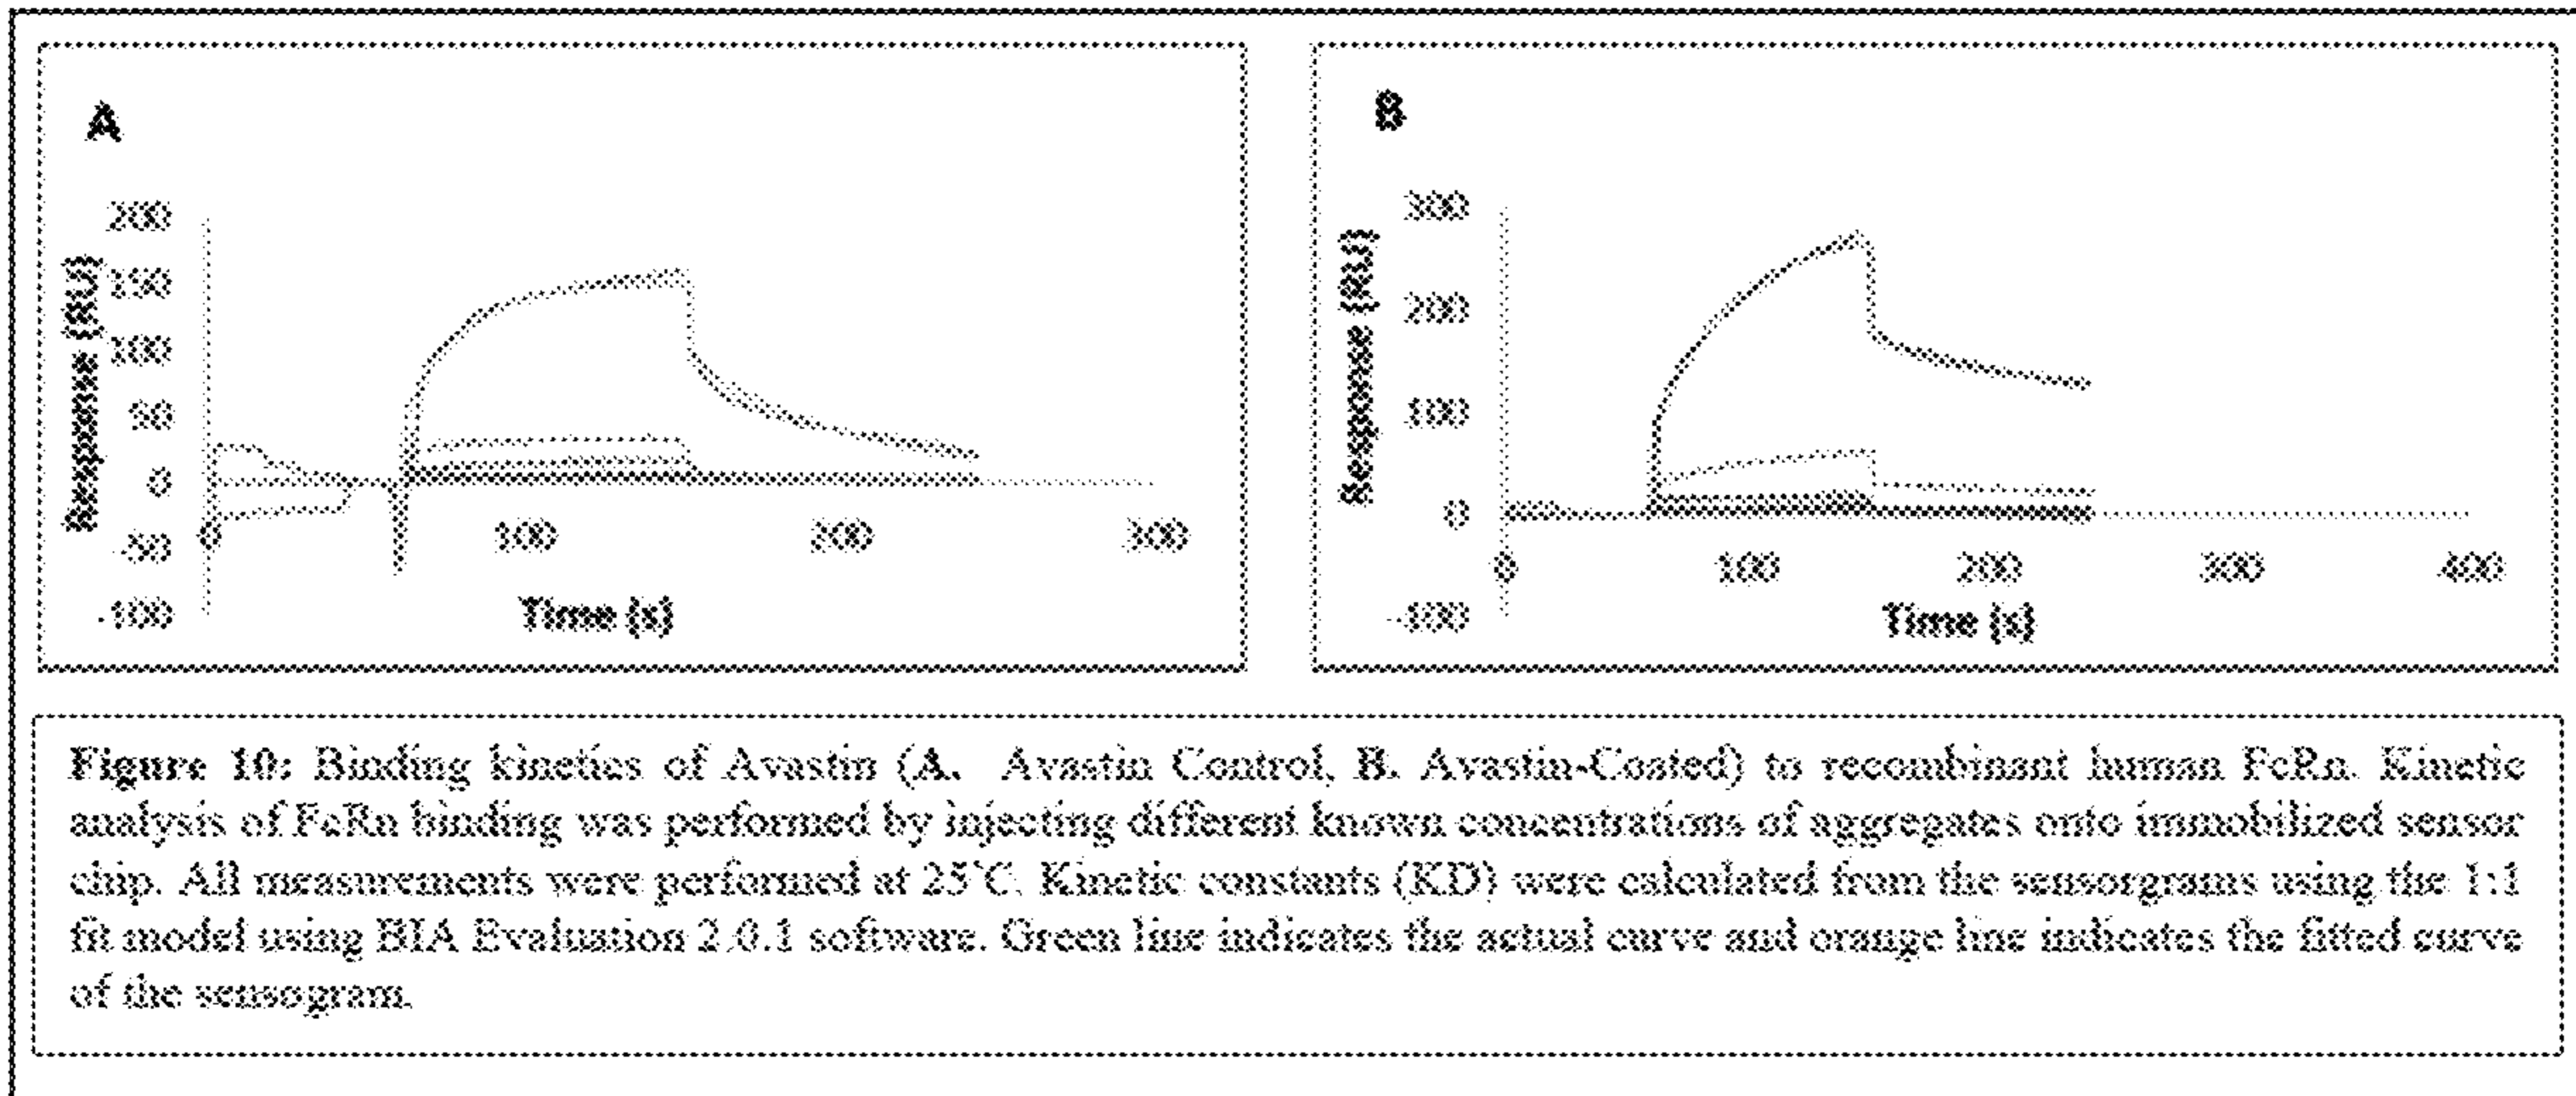 A
200
150
100
50
0
-50
-100
Response (RU)
0
100
200
300
Time (s)
B
300
200
100
0
-100
Response (RU)
0
100
200
300
400
Time (s)
Figure 10: Binding kinetics of Avastin (A. Avastin Control, B. Avastin-Coated) to recombinant human FcRn. Kinetic
analysis of FcRn binding was performed by injecting different known concentrations of aggregates onto immobilized sensor
chip. All measurements were performed at 25°C. Kinetic constants (KD) were calculated from the sensorgrams using the 1:1
fit model using BIA Evaluation 2.0.1 software. Green line indicates the actual curve and orange line indicates the fitted curve
of the sensogram.